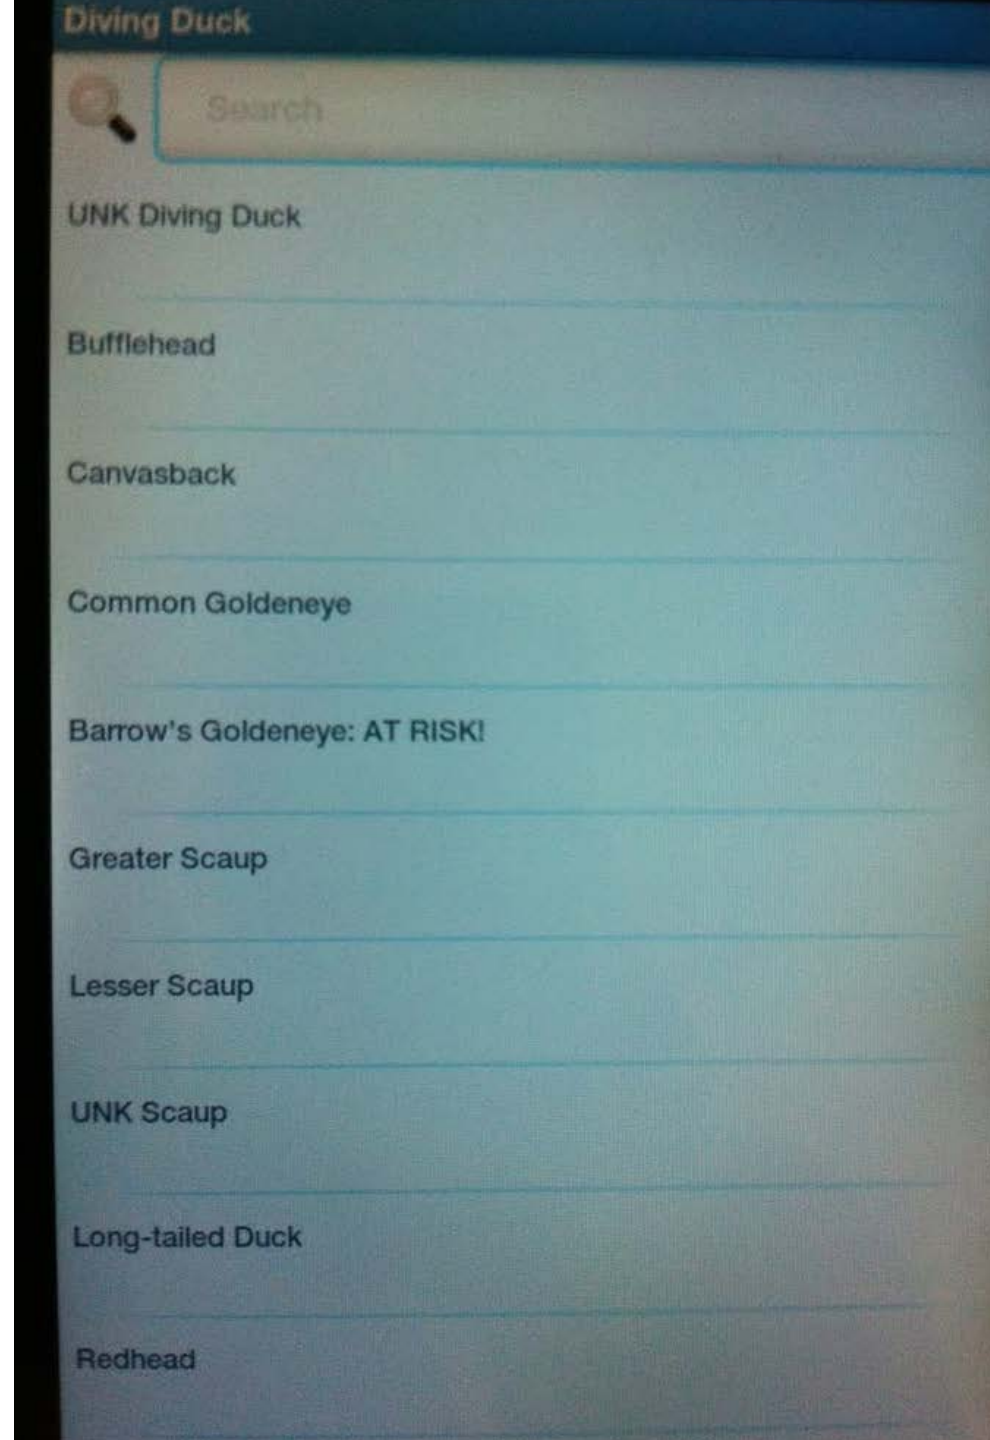 Diving Duck
Search
UNK Diving Duck
Bufflehead
Canvasback
Common Goldeneye
Barrow's Goldeneye: AT RISK!
Greater Scaup
Lesser Scaup
UNK Scaup
Long-tailed Duck
Redhead